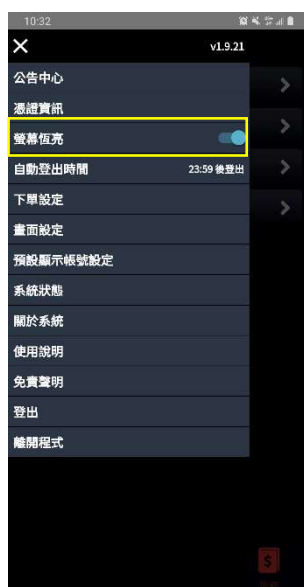 10:32
v1.9.21
公告中心
憑證資訊
螢幕恆亮
自動登出時間 23:59 後登出
下單設定
畫面設定
預設顯示帳號設定
系統狀態
關於系統
使用說明
免責聲明
登出
離開程式